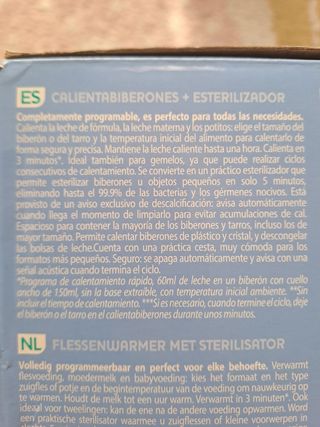 ES CALIENTABIBERONES + ESTERILIZADOR
Completamente programable, es perfecto para todas las necesidades.
Calienta la leche de fórmula, la leche materna y los potitos: elige el tamaño del
biberón o del tarro y la temperatura inicial del alimento para calentarlo de
forma segura y precisa. Mantiene la leche caliente hasta una hora. Calienta en
3 minutos*. Ideal también para gemelos, ya que puede realizar ciclos
consecutivos de calentamiento. Se convierte en un práctico esterilizador que
permite esterilizar biberones u objetos pequeños en solo 5 minutos,
eliminando hasta el 99.9% de las bacterias y los gérmenes nocivos. Está
provisto de un aviso exclusivo de descalcificación: avisa automáticamente
cuando llega el momento de limpiarlo para evitar acumulaciones de cal.
Espacioso para contener la mayoría de los biberones y tarros, incluso los de
mayor tamaño. Permite calentar biberones de plástico y cristal, y descongelar
las bolsas de leche.Cuenta con una práctica cesta, muy cómoda para los
formatos más pequeños. Seguro: se apaga automáticamente y avisa con una
señal acústica cuando termina el ciclo.
*Programa de calentamiento rápido, 60ml de leche en un biberón con cuello
ancho de 150ml, sin la base extraíble, con temperatura inicial ambiente. **Sin
incluir el tiempo de calentamiento. ***Si es necesario, cuando termine el ciclo, deje
el biberón o el tarro en el calientabiberones durante unos minutos.
NL FLESSENWARMER MET STERILISATOR
Volledig programmeerbaar en perfect voor elke behoefte. Verwarmt
flesvoeding, moedermelk en babyvoeding: kies het formaat en het type
zuigfles of potje en de begintemperatuur van de voeding om nauwkeurig op
te warmen. Houdt de melk tot een uur warm. Verwarmt in 3 minuten*. Ook
ideaal voor tweelingen: kan de ene na de andere voeding opwarmen. Word
een praktische sterilisator waarmee u zuigflessen of kleine voorwerpen in